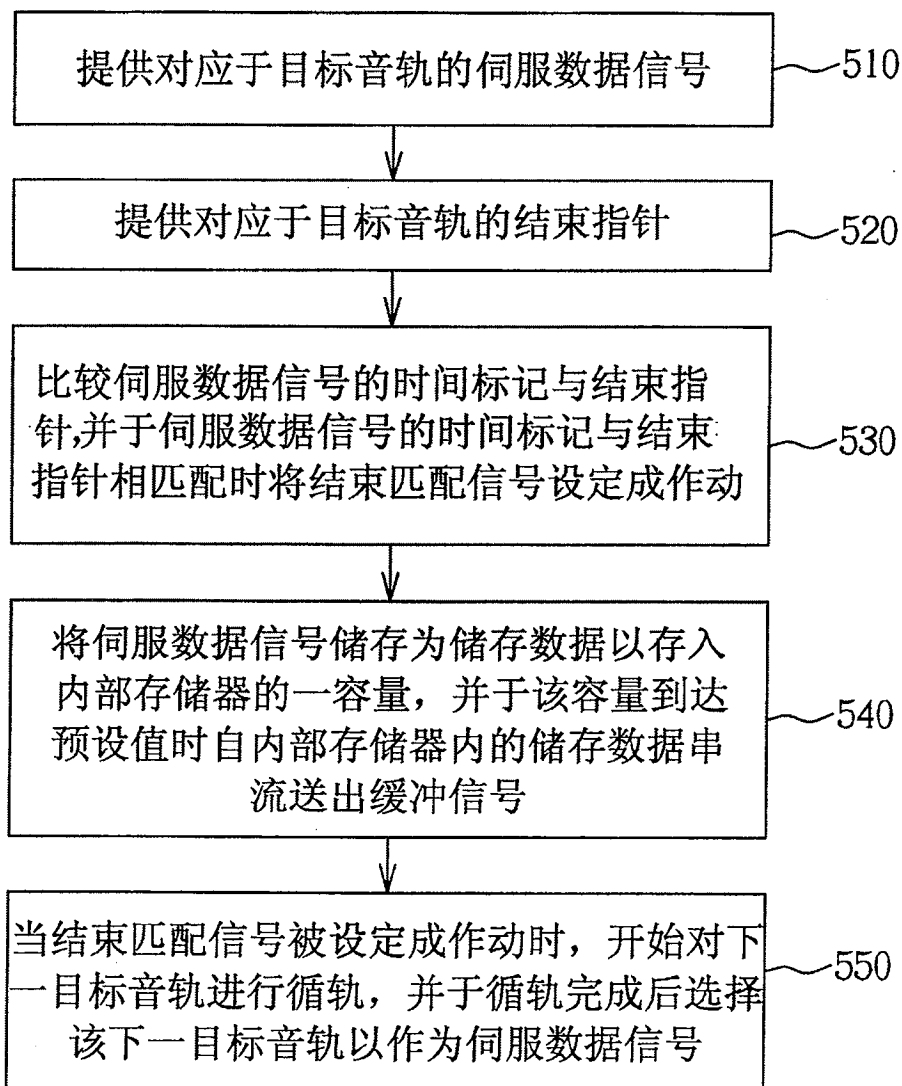 提供对应于目标音轨的伺服数据信号
510
提供对应于目标音轨的结束指针
520
比较伺服数据信号的时间标记与结束指
针,并于伺服数据信号的时间标记与结束
指针相匹配时将结束匹配信号设定成作动
530
将伺服数据信号储存为储存数据以存入
内部存储器的一容量，并于该容量到达
预设值时自内部存储器内的储存数据串
流送出缓冲信号
540
当结束匹配信号被设定成作动时，开始对下
一目标音轨进行循轨，并于循轨完成后选择
该下一目标音轨以作为伺服数据信号
550